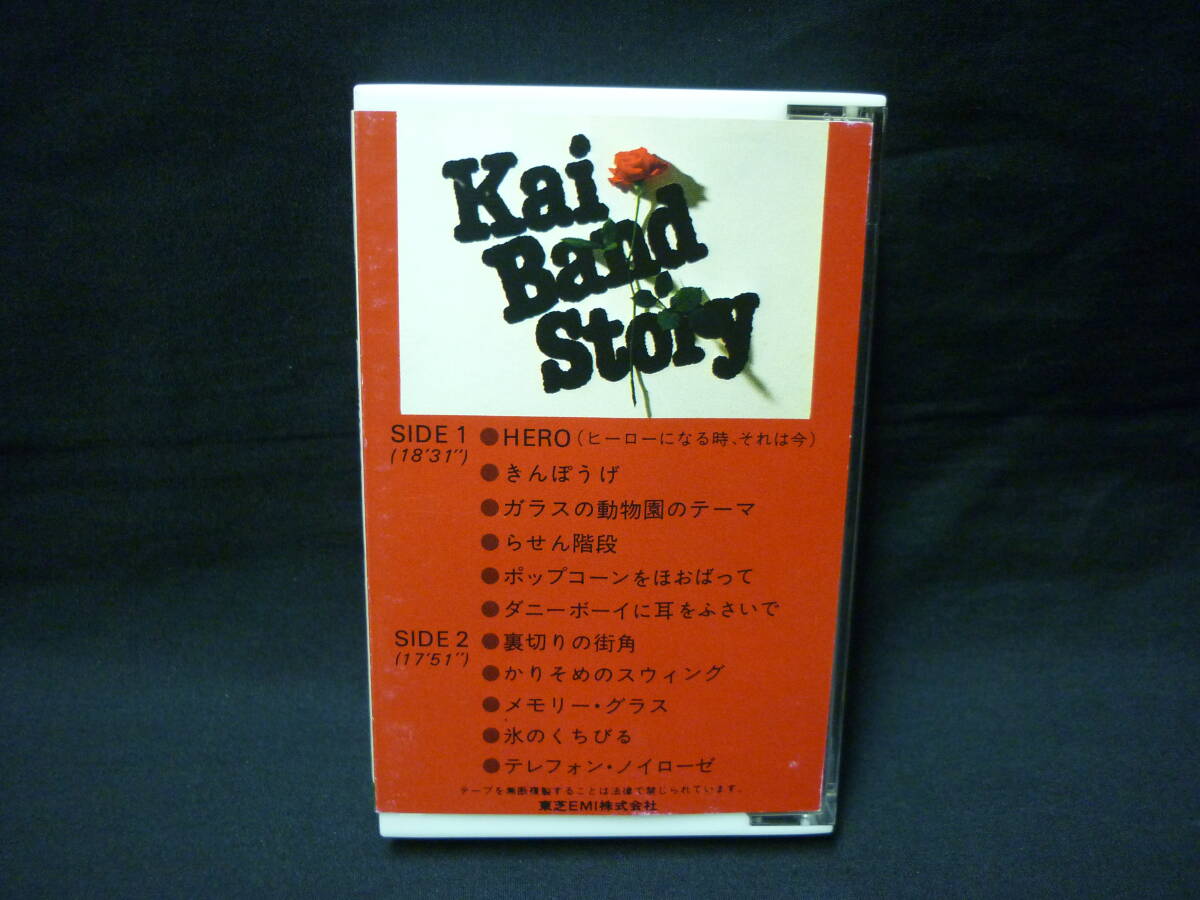 Kai
Band
Story
SIDE 1 ●HERO(ヒーローになる時、それは今)
(18'31")
●きんぽうげ
●ガラスの動物園のテーマ
●らせん階段
●ポップコーンをほおばって
●ダニーボーイに耳をふさいで
SIDE 2 ●裏切りの街角
(17'51")
●かりそめのスウィング
●メモリー・グラス
●氷のくちびる
●テレフォン・ノイローゼ
テープを無断複製することは法律で禁じられています。
東芝EMI株式会社